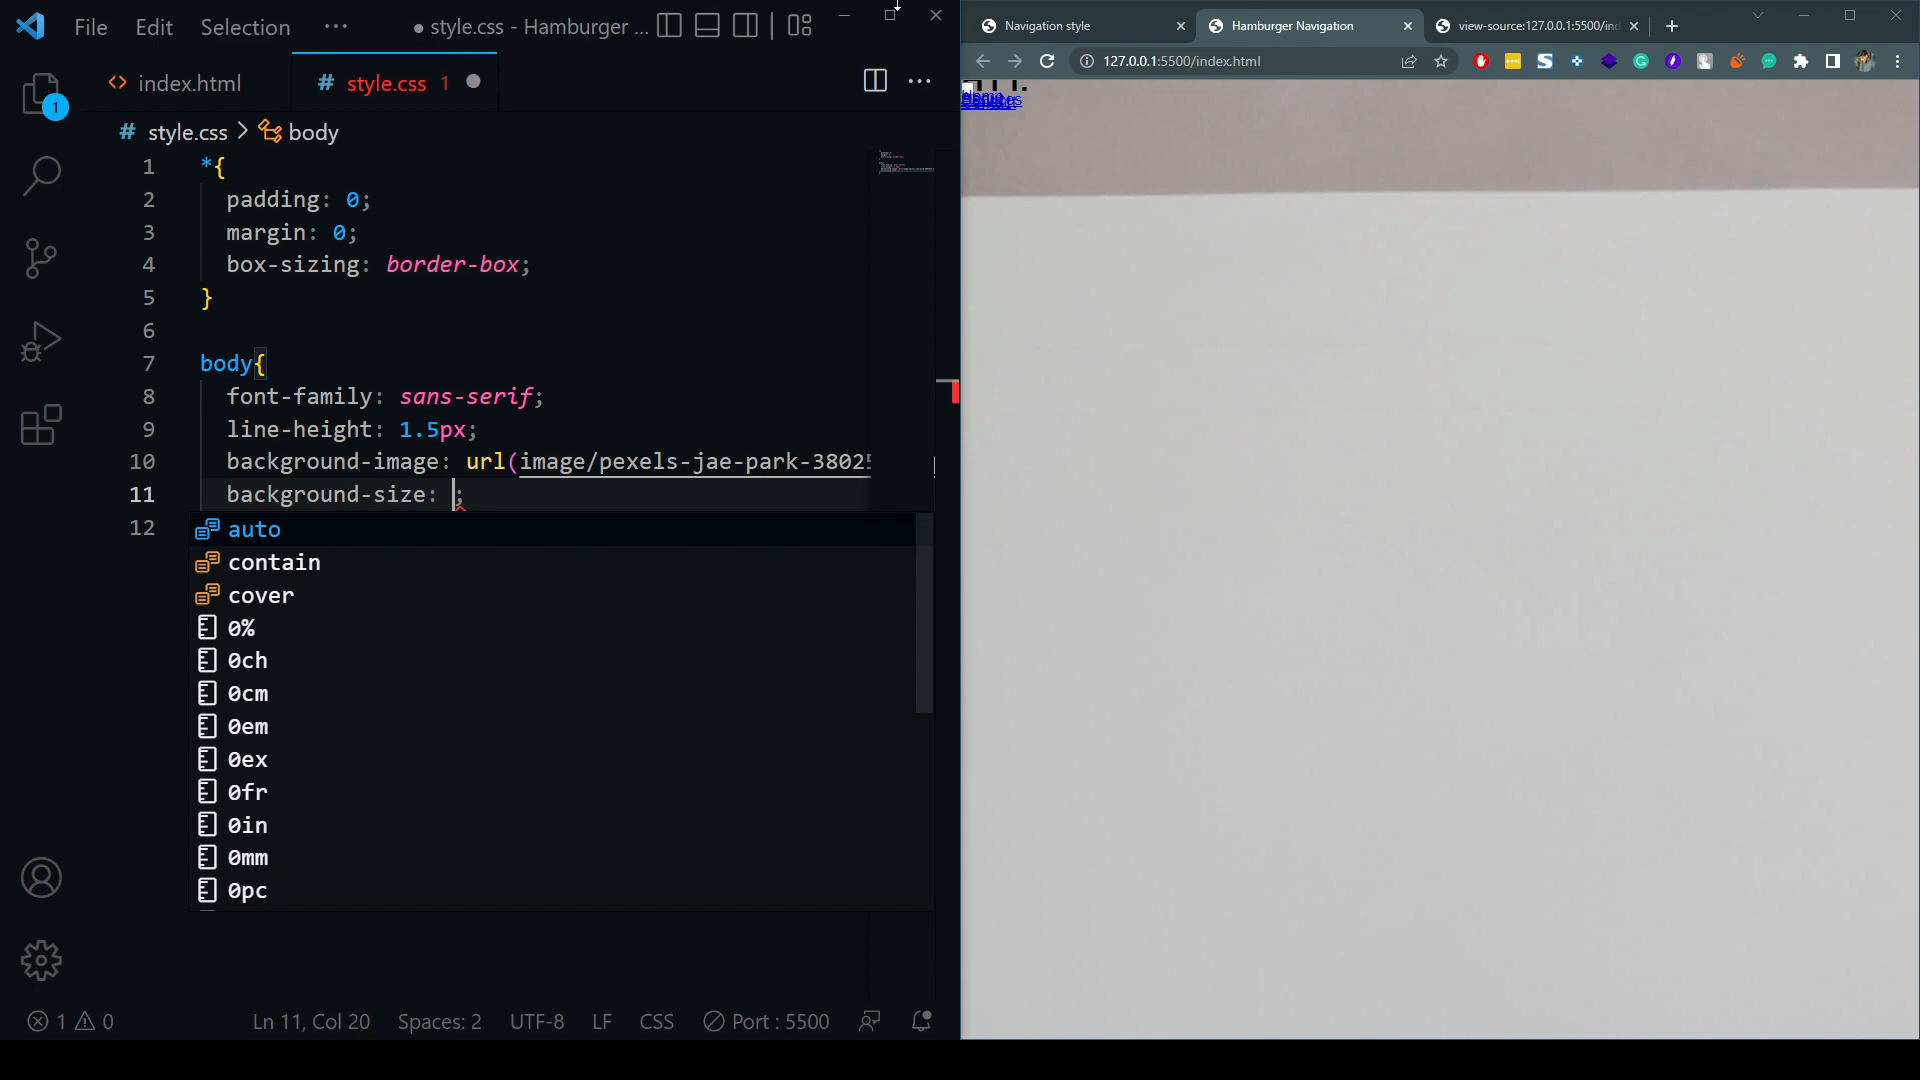 File Edit Selection ··· ● style.css - Hamburger ...
index.html # style.css 1 ●
# style.css > body
1 *{
2 padding: 0;
3 margin: 0;
4 box-sizing: border-box;
5 }
6
7 body{
8 font-family: sans-serif;
9 line-height: 1.5px;
10 background-image: url(image/pexels-jae-park-3802
11 background-size: ;
12
auto
contain
cover
0%
0ch
0cm
0em
0ex
0fr
0in
0mm
0pc
1
1 0 Ln 11, Col 20 Spaces: 2 UTF-8 LF CSS Port : 5500
Navigation style Hamburger Navigation view-source:127.0.0.1:5500/ind
127.0.0.1:5500/index.html